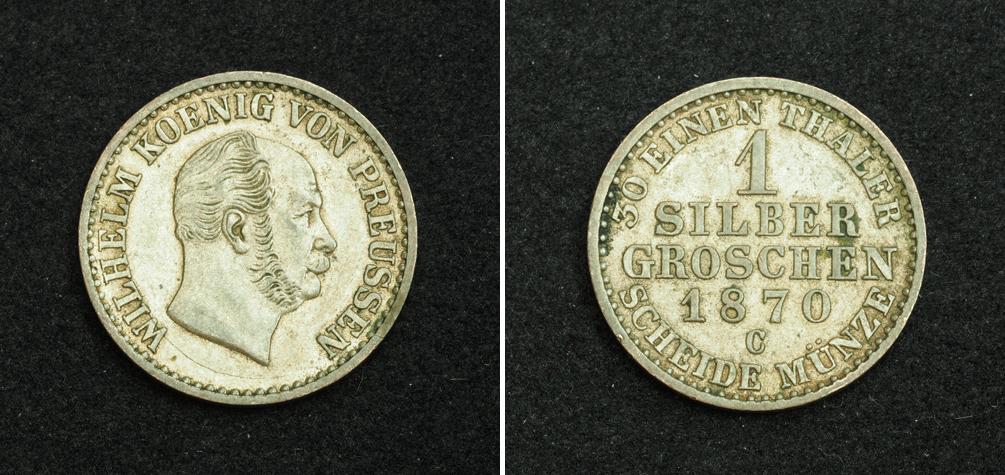 WILHELM KOENIG VON PREUSSEN
30 EINEN THALER
1
SILBER
GROSCHEN
1870
C
SCHEIDE MÜNZE